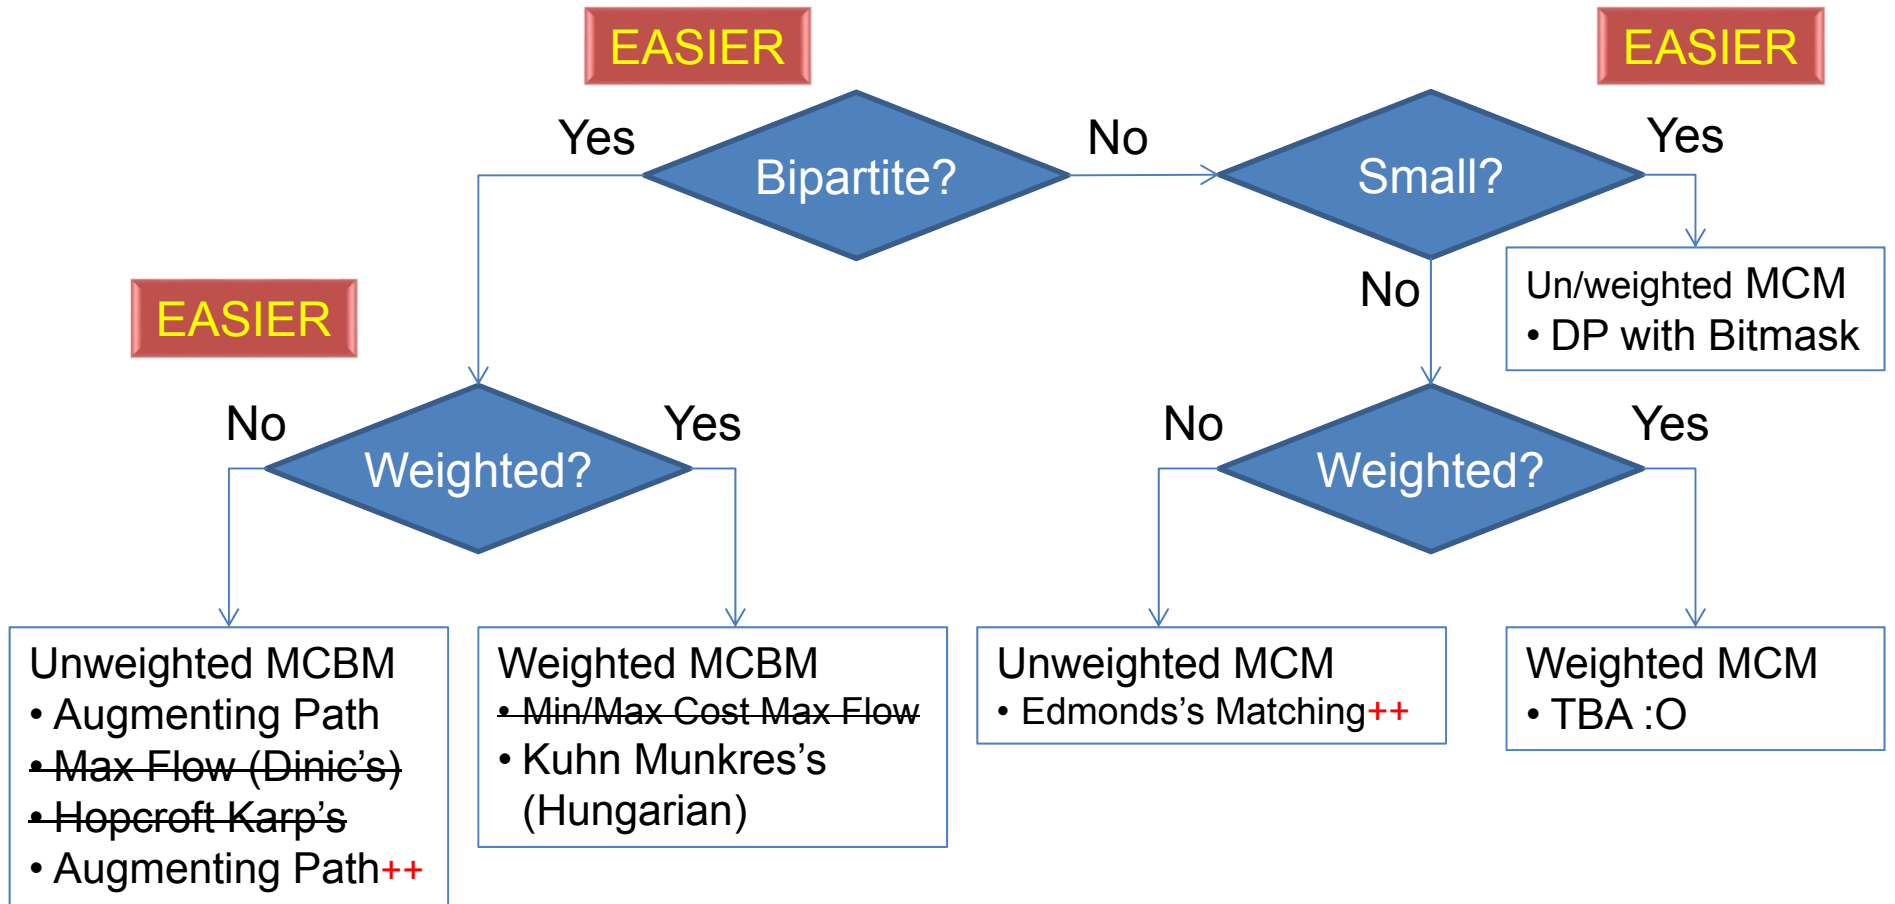 EASIER
EASIER
Yes
No
Yes
Bipartite?
Small?
EASIER
No
Un/weighted MCM
• DP with Bitmask
No
Yes
No
Yes
Weighted?
Weighted?
Unweighted MCBM
• Augmenting Path
• Max Flow (Dinic’s)
• Hopcroft Karp’s
• Augmenting Path++
Weighted MCBM
• Min/Max Cost Max Flow
• Kuhn Munkres’s
(Hungarian)
Unweighted MCM
• Edmonds’s Matching++
Weighted MCM
• TBA :O